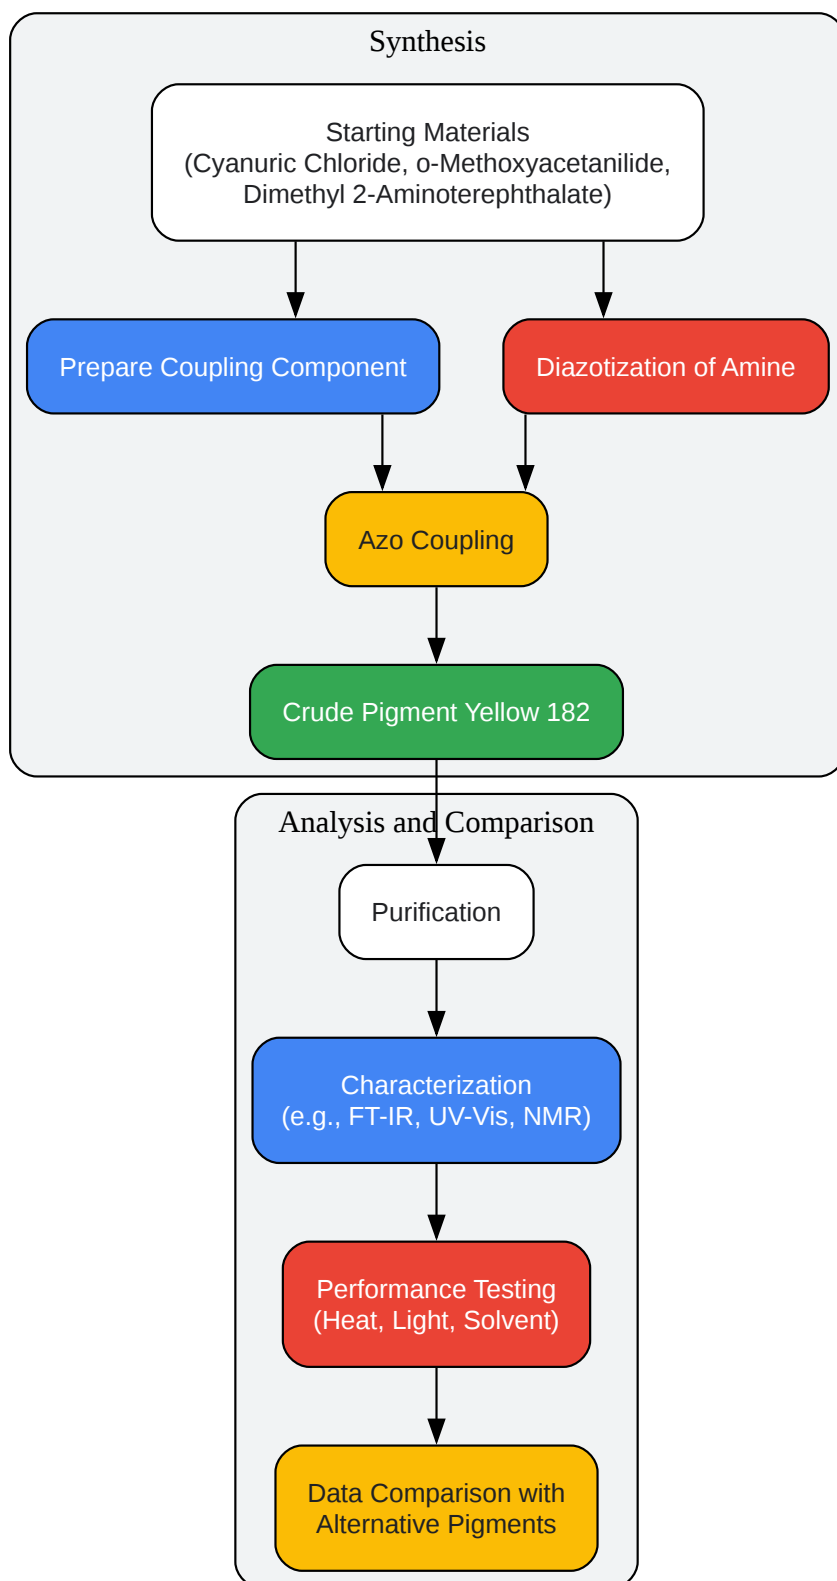 Synthesis
Starting Materials
(Cyanuric Chloride, o-Methoxyacetanilide,
Dimethyl 2-Aminoterephthalate)
Prepare Coupling Component
Diazotization of Amine
Azo Coupling
Crude Pigment Yellow 182
Analysis and Comparison
Purification
Characterization
(e.g., FT-IR, UV-Vis, NMR)
Performance Testing
(Heat, Light, Solvent)
Data Comparison with
Alternative Pigments